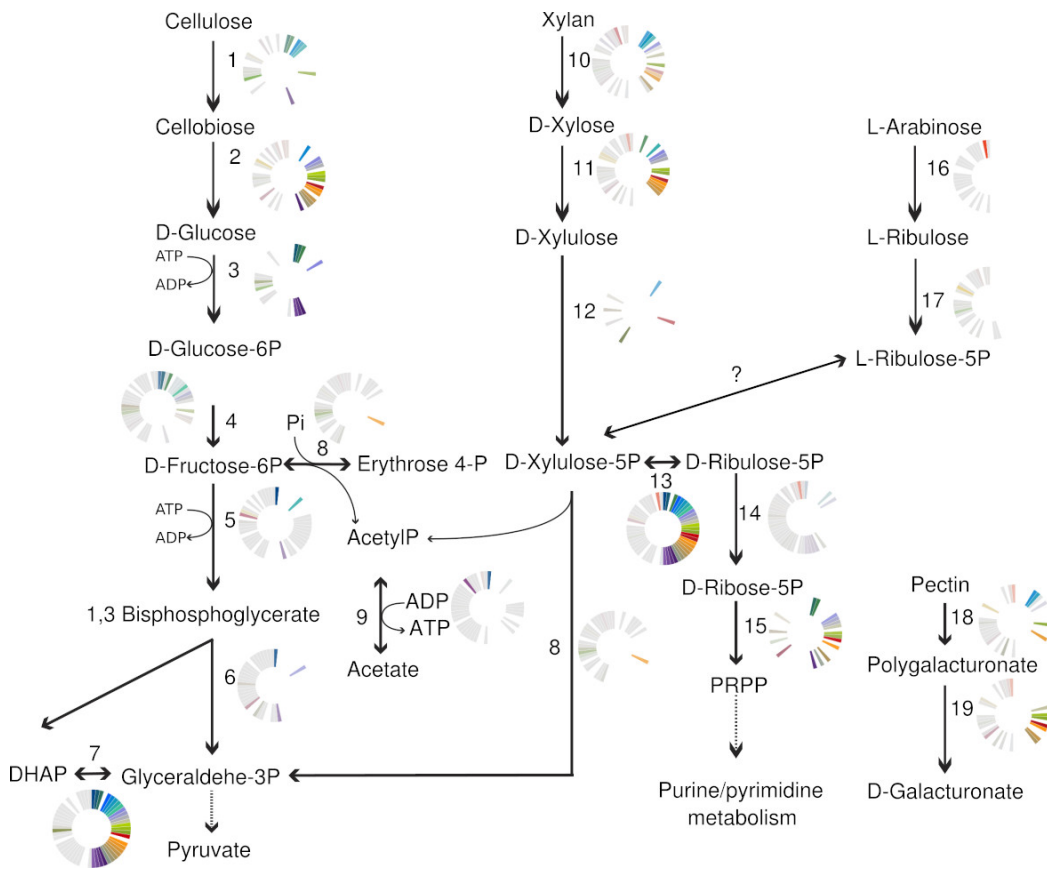 Cellulose
Xylan
1
10
Cellobiose
D-Xylose
L-Arabinose
2
11
16
D-Glucose
D-Xylulose
L-Ribulose
ATP
3
ADP
12
17
D-Glucose-6P
L-Ribulose-5P
?
4
Pi
8
D-Fructose-6P
Erythrose 4-P
D-Xylulose-5P
D-Ribulose-5P
13
ATP
5
ADP
14
AcetylP
D-Ribose-5P
Pectin
1,3 Bisphosphoglycerate
9
ADP
ATP
8
15
18
Acetate
Polygalacturonate
6
PRPP
19
7
DHAP
Glyceraldehe-3P
Purine/pyrimidine
metabolism
D-Galacturonate
Pyruvate